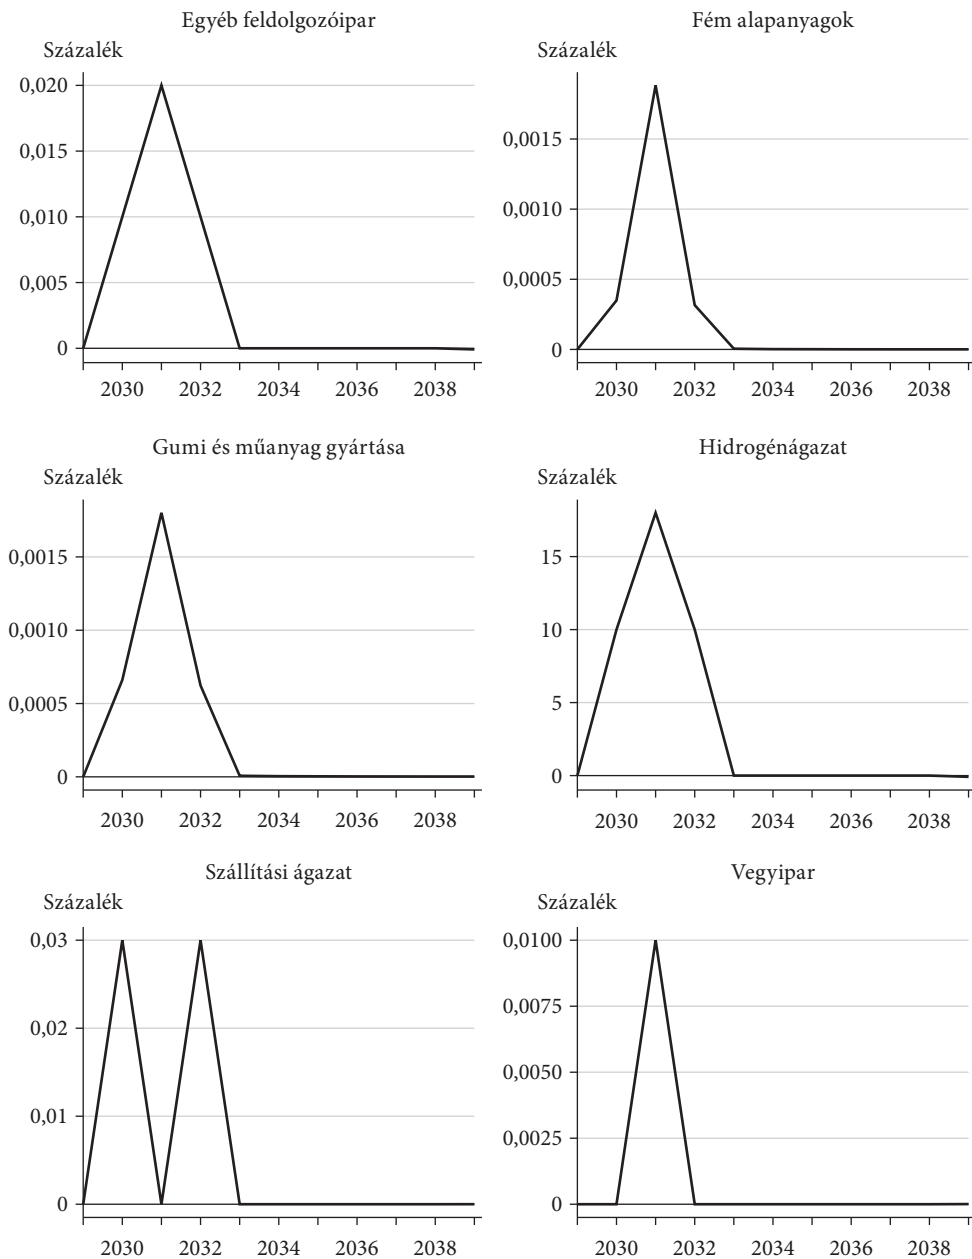 Egyéb feldolgozóipar
Százalék
0,020
0,015
0,010
0,005
0
2030 2032 2034 2036 2038
Fém alapanyagok
Százalék
0,0015
0,0010
0,0005
0
2030 2032 2034 2036 2038
Gumi és műanyag gyártása
Százalék
0,0015
0,0010
0,0005
0
2030 2032 2034 2036 2038
Hidrogénágazat
Százalék
15
10
5
0
2030 2032 2034 2036 2038
Szállítási ágazat
Százalék
0,03
0,02
0,01
0
2030 2032 2034 2036 2038
Vegyipar
Százalék
0,0100
0,0075
0,0050
0,0025
0
2030 2032 2034 2036 2038